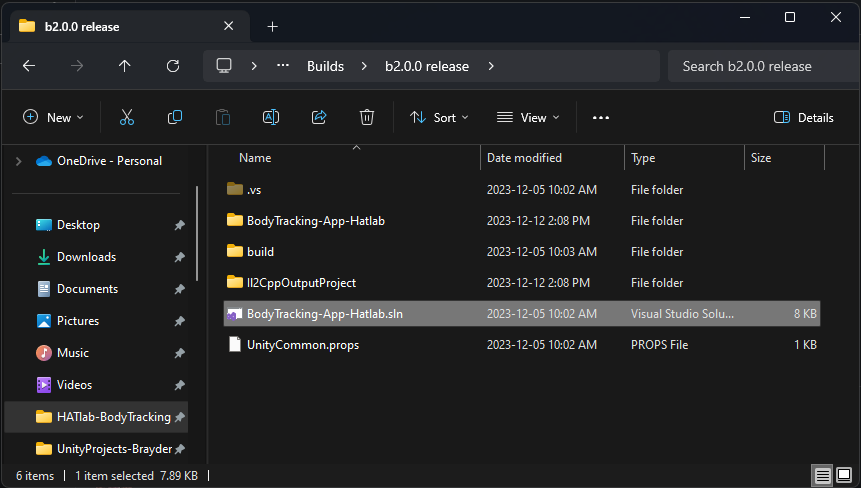 b2.0.0 release
Builds b2.0.0 release Search b2.0.0 release
New Sort View Details
OneDrive - Personal
Desktop
Downloads
Documents
Pictures
Music
Videos
HATlab-BodyTracking
UnityProjects-Brayder
Name Date modified Type Size
.vs 2023-12-05 10:02 AM File folder
BodyTracking-App-Hatlab 2023-12-12 2:08 PM File folder
build 2023-12-05 10:03 AM File folder
Il2CppOutputProject 2023-12-12 2:08 PM File folder
BodyTracking-App-Hatlab.sln 2023-12-05 10:02 AM Visual Studio Solu... 8 KB
UnityCommon.props 2023-12-05 10:02 AM PROPS File 1 KB
6 items 1 item selected 7.89 KB